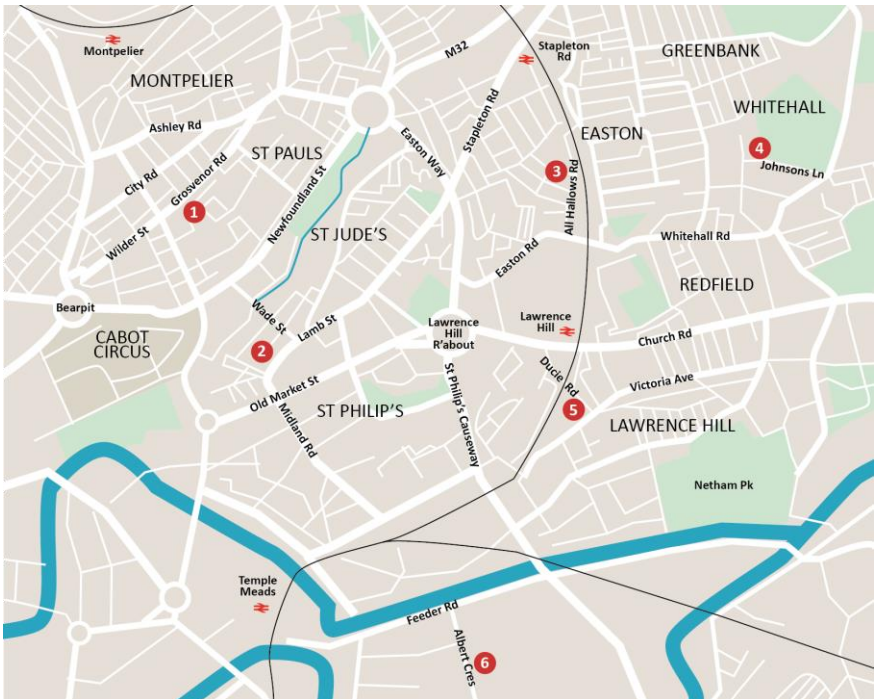 Montpelier
MONTPELIER
M32
Stapleton
Rd
GREENBANK
WHITEHALL
Ashley Rd
ST PAULS
Easton Way
Stapleton Rd
EASTON
4
Johnsons Ln
City Rd
Grosvenor Rd
Newfoundland St
3
All Hallows Rd
1
Wilder St
ST JUDE'S
Easton Rd
Whitehall Rd
REDFIELD
Bearpit
Wade St
Lamb St
Lawrence
Hill
R'about
Lawrence
Hill
Church Rd
CABOT
CIRCUS
2
Old Market St
Ducie Rd
Victoria Ave
ST PHILIP'S
Midland Rd
St Philip's Causeway
5
LAWRENCE HILL
Netham Pk
Temple
Meads
Feeder Rd
Albert Cres
6